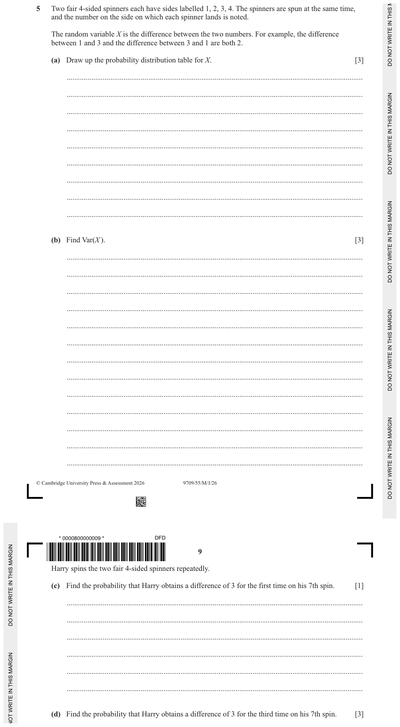 5 Two fair 4-sided spinners each have sides labelled 1, 2, 3, 4. The spinners are spun at the same time,
and the number on the side on which each spinner lands is noted.
The random variable X is the difference between the two numbers. For example, the difference
between 1 and 3 and the difference between 3 and 1 are both 2.
(a) Draw up the probability distribution table for X. [3]
(b) Find Var(X). [3]
© Cambridge University Press & Assessment 2026 9709/55/M/J/26
DO NOT WRITE IN THIS MARGIN
DO NOT WRITE IN THIS MARGIN
DO NOT WRITE IN THIS MARGIN
DO NOT WRITE IN THIS MARGIN
DO NOT WRITE IN THIS M
* 0000800000009 * DFD
9
Harry spins the two fair 4-sided spinners repeatedly.
(c) Find the probability that Harry obtains a difference of 3 for the first time on his 7th spin. [1]
(d) Find the probability that Harry obtains a difference of 3 for the third time on his 7th spin. [3]
DO NOT WRITE IN THIS MARGIN
NOT WRITE IN THIS MARGIN